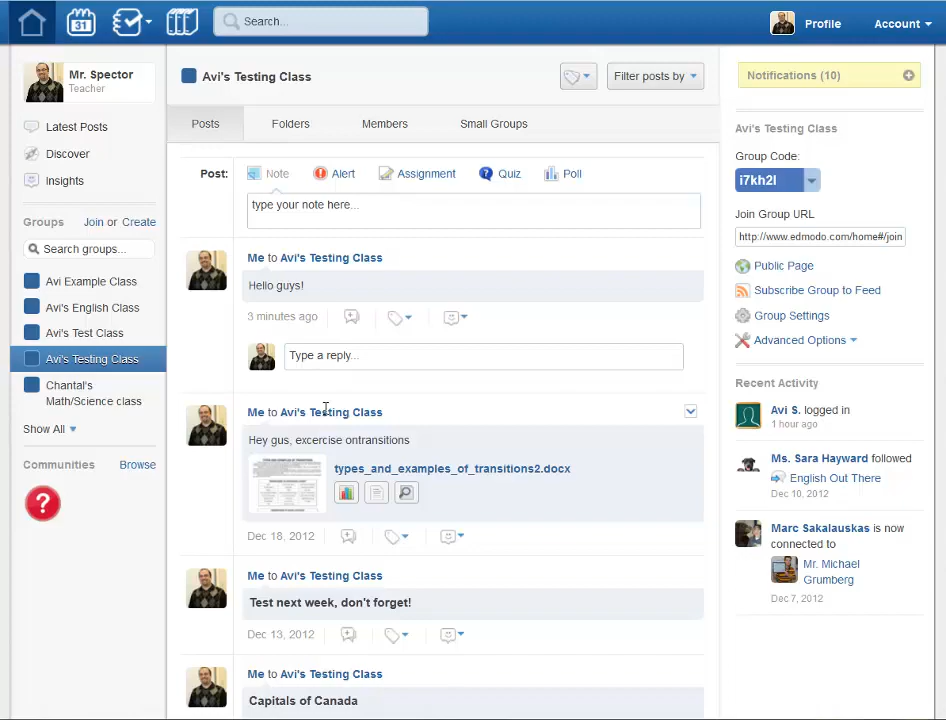 31
Search...
Profile
Account
Mr. Spector
Teacher
Latest Posts
Discover
Insights
Groups Join or Create
Search groups...
Avi Example Class
Avi's English Class
Avi's Test Class
Avi's Testing Class
Chantal's
Math/Science class
Show All
Communities Browse
?
Avi's Testing Class
Filter posts by
Posts
Folders
Members
Small Groups
Post:
Note
Alert
Assignment
Quiz
Poll
type your note here...
Me to Avi's Testing Class
Hello guys!
3 minutes ago
Type a reply...
Me to Avi's Testing Class
Hey gus, excercise ontransitions
types_and_examples_of_transitions2.docx
Dec 18, 2012
Me to Avi's Testing Class
Test next week, don't forget!
Dec 13, 2012
Me to Avi's Testing Class
Capitals of Canada
Notifications (10)
Avi's Testing Class
Group Code:
i7kh2l
Join Group URL
http://www.edmodo.com/home#/join
Public Page
Subscribe Group to Feed
Group Settings
Advanced Options
Recent Activity
Avi S. logged in
1 hour ago
Ms. Sara Hayward followed
English Out There
Dec 10, 2012
Marc Sakalauskas is now
connected to
Mr. Michael
Grumberg
Dec 7, 2012